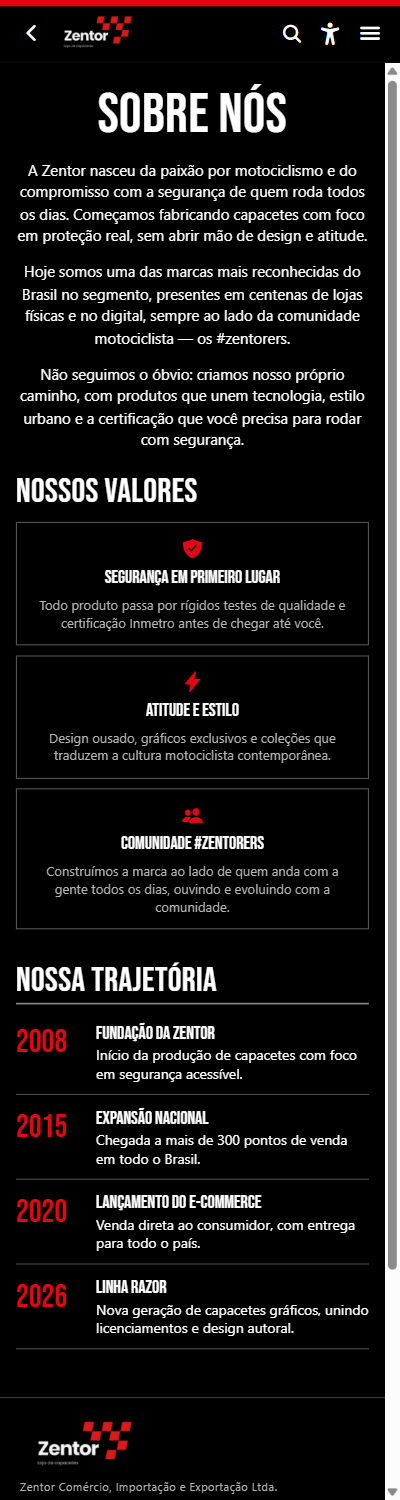 Zentor
loja de capacetes
SOBRE NÓS
A Zentor nasceu da paixão por motociclismo e do
compromisso com a segurança de quem roda todos
os dias. Começamos fabricando capacetes com foco
em proteção real, sem abrir mão de design e atitude.
Hoje somos uma das marcas mais reconhecidas do
Brasil no segmento, presentes em centenas de lojas
físicas e no digital, sempre ao lado da comunidade
motociclista — os #zentorers.
Não seguimos o óbvio: criamos nosso próprio
caminho, com produtos que unem tecnologia, estilo
urbano e a certificação que você precisa para rodar
com segurança.
NOSSOS VALORES
SEGURANÇA EM PRIMEIRO LUGAR
Todo produto passa por rígidos testes de qualidade e
certificação Inmetro antes de chegar até você.
ATITUDE E ESTILO
Design ousado, gráficos exclusivos e coleções que
traduzem a cultura motociclista contemporânea.
COMUNIDADE #ZENTORERS
Construímos a marca ao lado de quem anda com a
gente todos os dias, ouvindo e evoluindo com a
comunidade.
NOSSA TRAJETÓRIA
2008
FUNDAÇÃO DA ZENTOR
Início da produção de capacetes com foco
em segurança acessível.
2015
EXPANSÃO NACIONAL
Chegada a mais de 300 pontos de venda
em todo o Brasil.
2020
LANÇAMENTO DO E-COMMERCE
Venda direta ao consumidor, com entrega
para todo o país.
2026
LINHA RAZOR
Nova geração de capacetes gráficos, unindo
licenciamentos e design autoral.
Zentor
loja de capacetes
Zentor Comércio, Importação e Exportação Ltda.